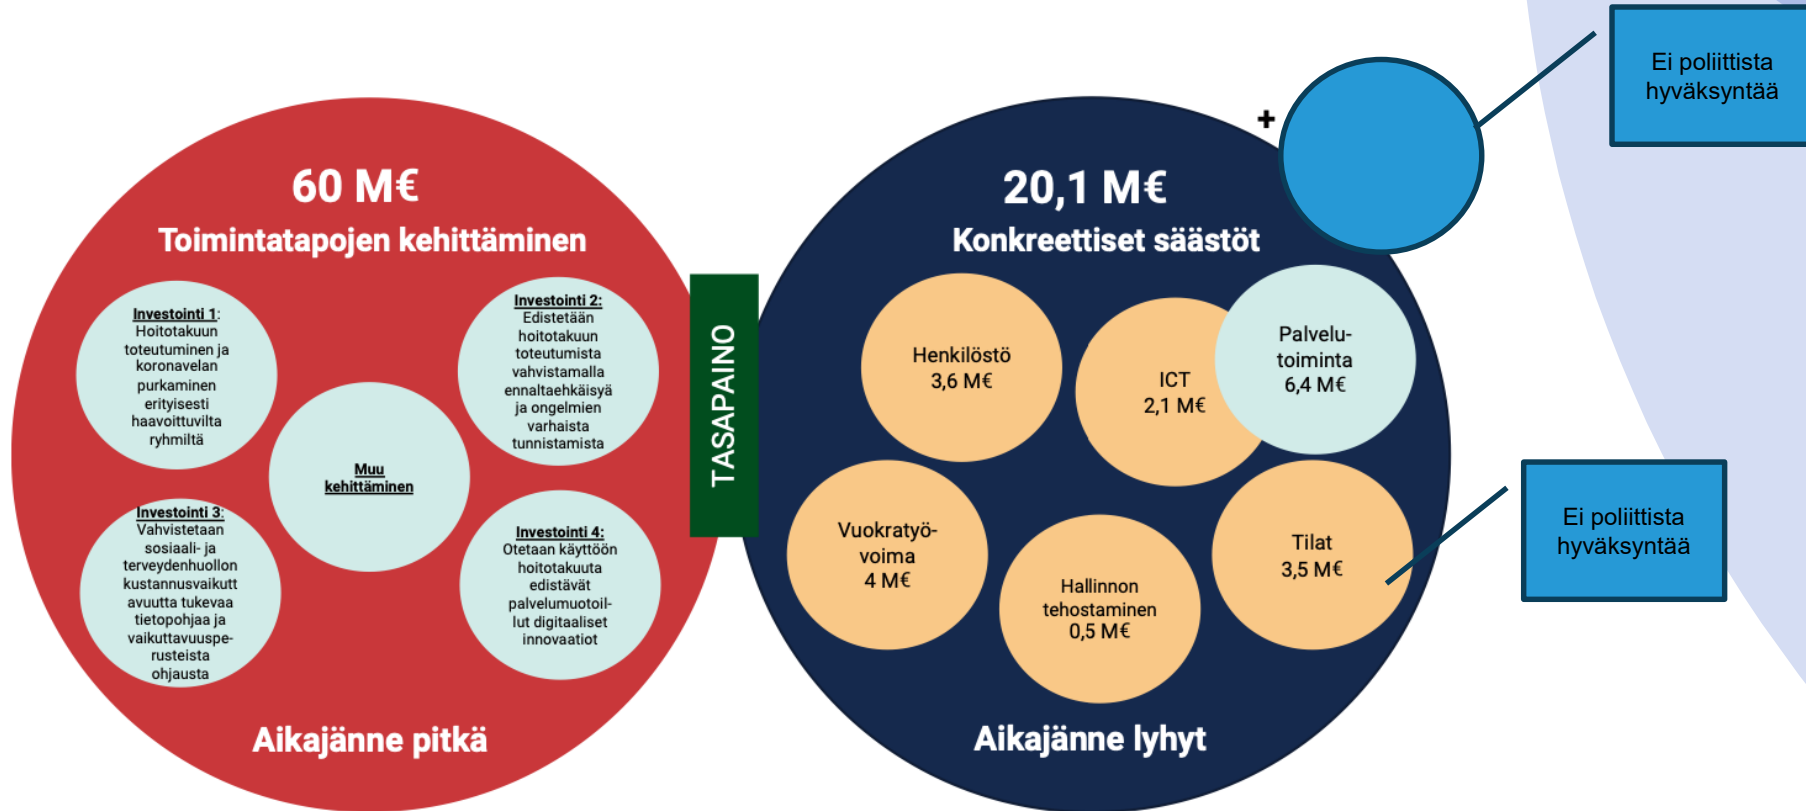 60 M€
Toimintatapojen kehittäminen
Investointi 1:
Hoitotakuun
toteutuminen ja
koronavelan
purkaminen
erityisesti
haavoittuvilta
ryhmiltä
Investointi 2:
Edistetään
hoitotakuun
toteutumista
vahvistamalla
ennaltaehkäisyä
ja ongelmien
varhaista
tunnistamista
Muu
kehittäminen
Investointi 3:
Vahvistetaan
sosiaali- ja
terveydenhuollon
kustannusvaikutt
avuutta tukevaa
tietopohjaa ja
vaikuttavuuspe-
rusteista
ohjausta
Investointi 4:
Otetaan käyttöön
hoitotakuuta
edistävät
palvelumuotoil-
lut digitaaliset
innovaatiot
Aikajänne pitkä
TASAPAINO
20,1 M€
Konkreettiset säästöt
+
Henkilöstö
3,6 M€
ICT
2,1 M€
Palvelu-
toiminta
6,4 M€
Vuokratyö-
voima
4 M€
Hallinnon
tehostaminen
0,5 M€
Tilat
3,5 M€
Aikajänne lyhyt
Ei poliittista
hyväksyntää
Ei poliittista
hyväksyntää